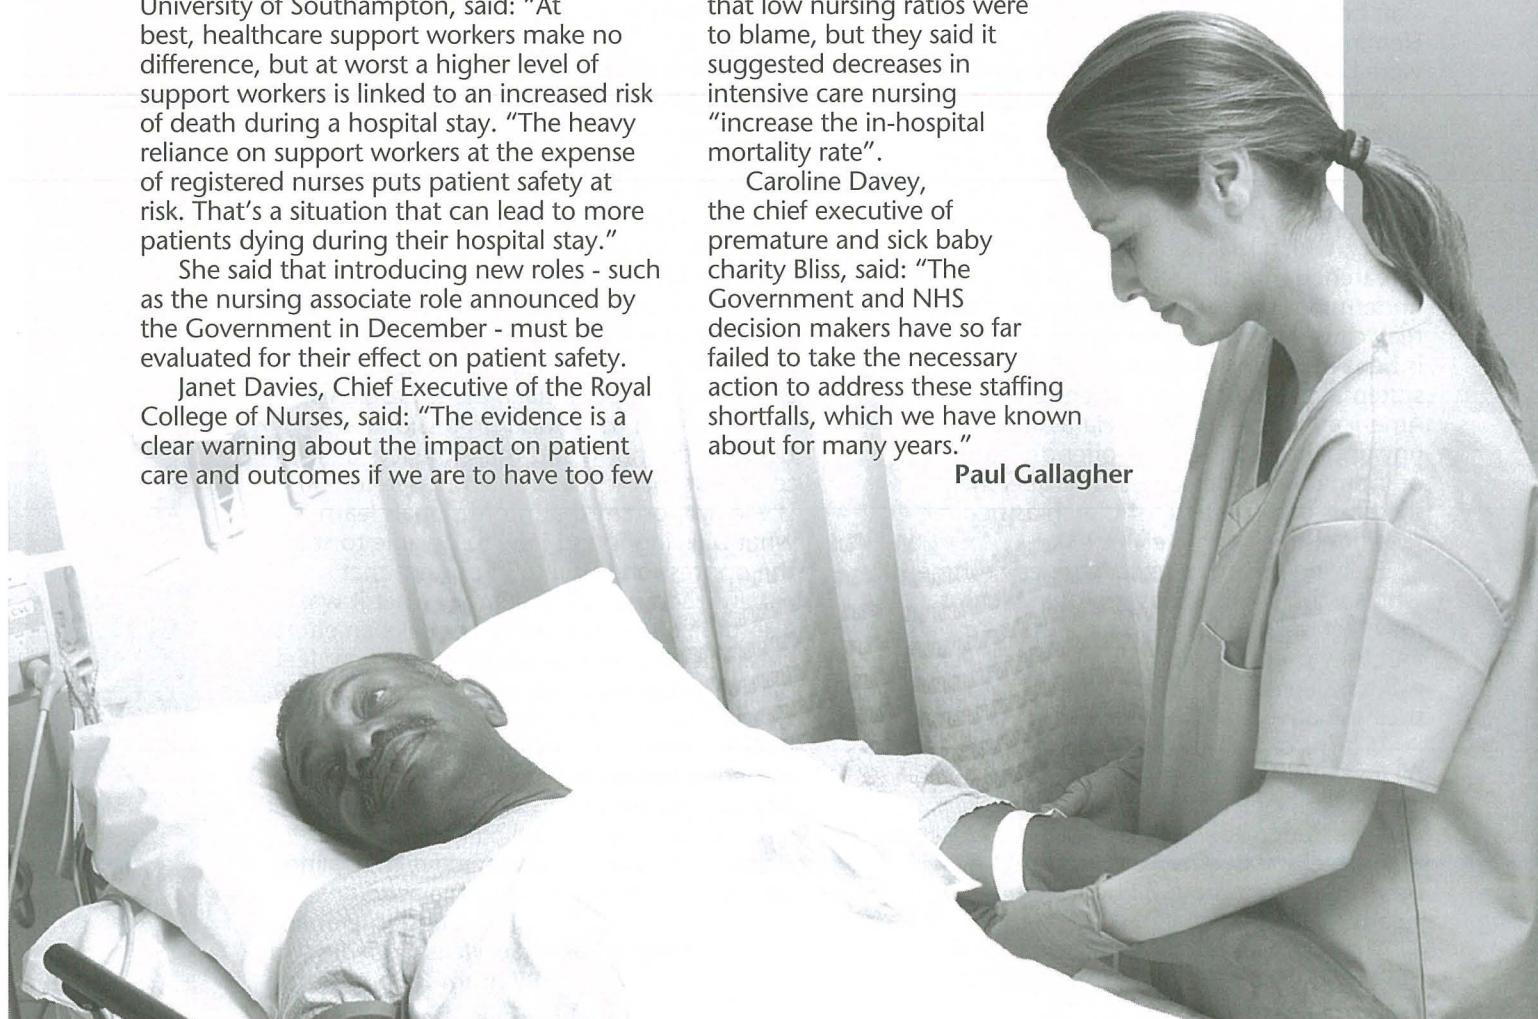 University of Southampton, said: "At
best, healthcare support workers make no
difference, but at worst a higher level of
support workers is linked to an increased risk
of death during a hospital stay. "The heavy
reliance on support workers at the expense
of registered nurses puts patient safety at
risk. That's a situation that can lead to more
patients dying during their hospital stay."
She said that introducing new roles - such
as the nursing associate role announced by
the Government in December - must be
evaluated for their effect on patient safety.
Janet Davies, Chief Executive of the Royal
College of Nurses, said: "The evidence is a
clear warning about the impact on patient
care and outcomes if we are to have too few
that low nursing ratios were
to blame, but they said it
suggested decreases in
intensive care nursing
"increase the in-hospital
mortality rate".
Caroline Davey,
the chief executive of
premature and sick baby
charity Bliss, said: "The
Government and NHS
decision makers have so far
failed to take the necessary
action to address these staffing
shortfalls, which we have known
about for many years."
Paul Gallagher